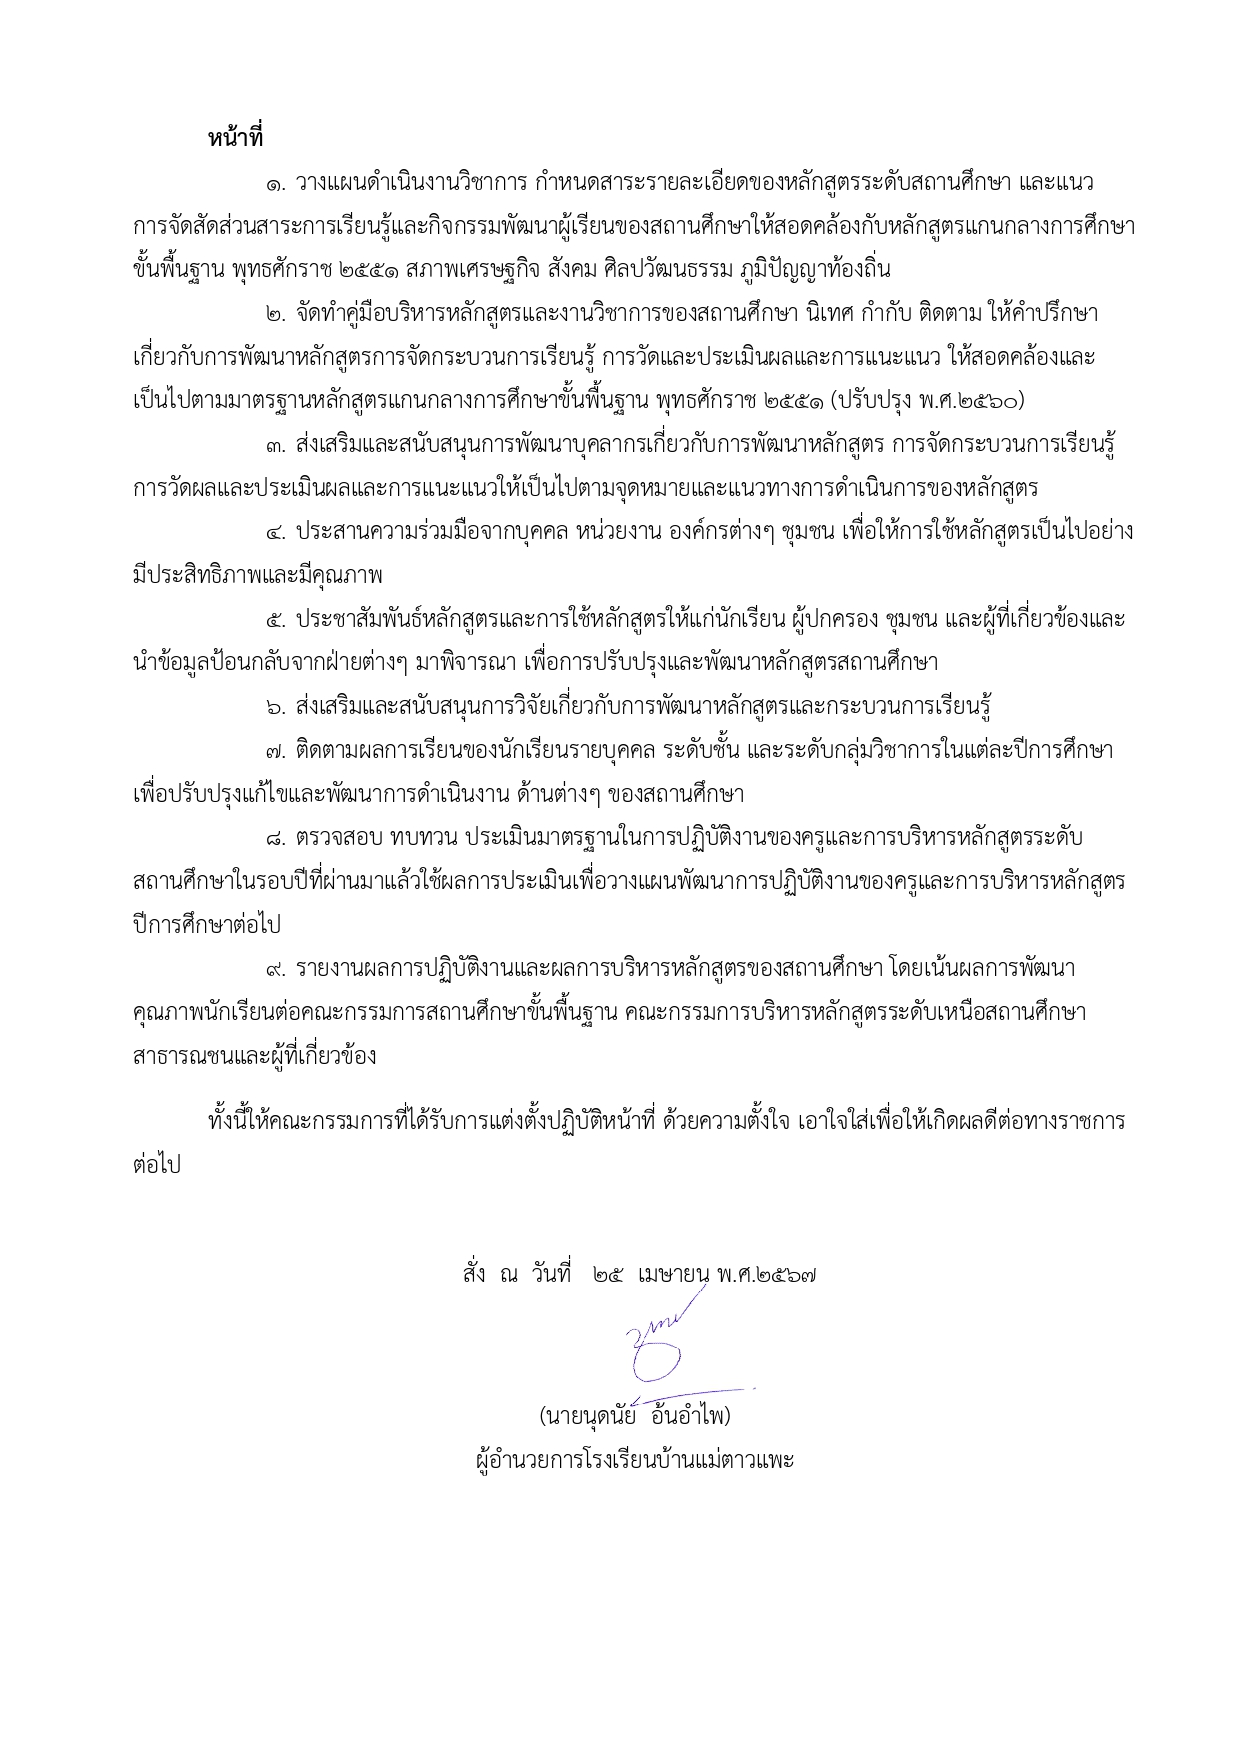 หน้าที่
๑. วางแผนดำเนินงานวิชาการ กำหนดสาระรายละเอียดของหลักสูตรระดับสถานศึกษา และแนว
การจัดสัดส่วนสาระการเรียนรู้และกิจกรรมพัฒนาผู้เรียนของสถานศึกษาให้สอดคล้องกับหลักสูตรแกนกลางการศึกษา
ขั้นพื้นฐาน พุทธศักราช ๒๕๕๑ สภาพเศรษฐกิจ สังคม ศิลปวัฒนธรรม ภูมิปัญญาท้องถิ่น
๒. จัดทำคู่มือบริหารหลักสูตรและงานวิชาการของสถานศึกษา นิเทศ กำกับ ติดตาม ให้คำปรึกษา
เกี่ยวกับการพัฒนาหลักสูตรการจัดกระบวนการเรียนรู้ การวัดและประเมินผลและการแนะแนว ให้สอดคล้องและ
เป็นไปตามมาตรฐานหลักสูตรแกนกลางการศึกษาขั้นพื้นฐาน พุทธศักราช ๒๕๕๑ (ปรับปรุง พ.ศ.๒๕๖๐)
๓. ส่งเสริมและสนับสนุนการพัฒนาบุคลากรเกี่ยวกับการพัฒนาหลักสูตร การจัดกระบวนการเรียนรู้
การวัดผลและประเมินผลและการแนะแนวให้เป็นไปตามจุดหมายและแนวทางการดำเนินการของหลักสูตร
๔. ประสานความร่วมมือจากบุคคล หน่วยงาน องค์กรต่างๆ ชุมชน เพื่อให้การใช้หลักสูตรเป็นไปอย่าง
มีประสิทธิภาพและมีคุณภาพ
๕. ประชาสัมพันธ์หลักสูตรและการใช้หลักสูตรให้แก่นักเรียน ผู้ปกครอง ชุมชน และผู้ที่เกี่ยวข้องและ
นำข้อมูลป้อนกลับจากฝ่ายต่างๆ มาพิจารณา เพื่อการปรับปรุงและพัฒนาหลักสูตรสถานศึกษา
๖. ส่งเสริมและสนับสนุนการวิจัยเกี่ยวกับการพัฒนาหลักสูตรและกระบวนการเรียนรู้
๗. ติดตามผลการเรียนของนักเรียนรายบุคคล ระดับชั้น และระดับกลุ่มวิชาการในแต่ละปีการศึกษา
เพื่อปรับปรุงแก้ไขและพัฒนาการดำเนินงาน ด้านต่างๆ ของสถานศึกษา
๘. ตรวจสอบ ทบทวน ประเมินมาตรฐานในการปฏิบัติงานของครูและการบริหารหลักสูตรระดับ
สถานศึกษาในรอบปีที่ผ่านมาแล้วใช้ผลการประเมินเพื่อวางแผนพัฒนาการปฏิบัติงานของครูและการบริหารหลักสูตร
ปีการศึกษาต่อไป
๙. รายงานผลการปฏิบัติงานและผลการบริหารหลักสูตรของสถานศึกษา โดยเน้นผลการพัฒนา
คุณภาพนักเรียนต่อคณะกรรมการสถานศึกษาขั้นพื้นฐาน คณะกรรมการบริหารหลักสูตรระดับเหนือสถานศึกษา
สาธารณชนและผู้ที่เกี่ยวข้อง
ทั้งนี้ให้คณะกรรมการที่ได้รับการแต่งตั้งปฏิบัติหน้าที่ ด้วยความตั้งใจ เอาใจใส่เพื่อให้เกิดผลดีต่อทางราชการ
ต่อไป
สั่ง ณ วันที่ ๒๕ เมษายน พ.ศ.๒๕๖๗
(นายนุดนัย อ้นอำไพ)
ผู้อำนวยการโรงเรียนบ้านแม่ตาวแพะ